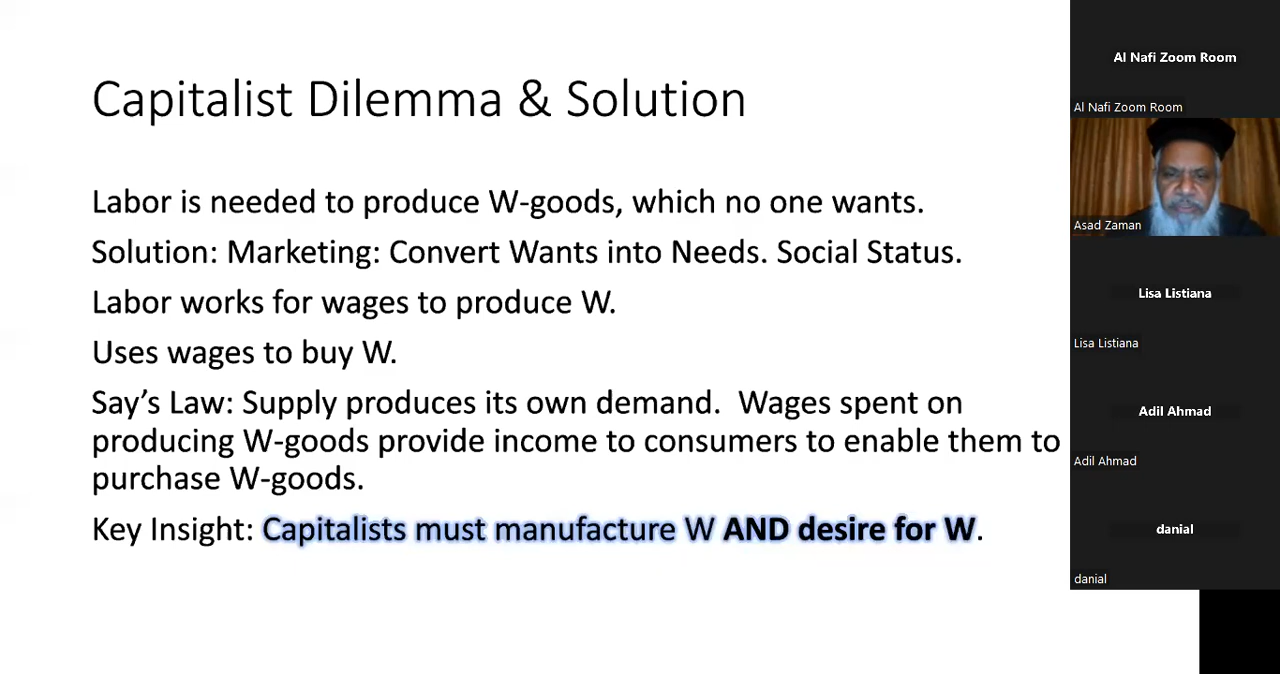 Capitalist Dilemma & Solution
Labor is needed to produce W-goods, which no one wants.
Solution: Marketing: Convert Wants into Needs. Social Status.
Labor works for wages to produce W.
Uses wages to buy W.
Say’s Law: Supply produces its own demand.  Wages spent on
producing W-goods provide income to consumers to enable them to
purchase W-goods.
Key Insight: Capitalists must manufacture W AND desire for W.
Al Nafi Zoom Room
Al Nafi Zoom Room
Asad Zaman
Lisa Listiana
Lisa Listiana
Adil Ahmad
Adil Ahmad
danial
danial